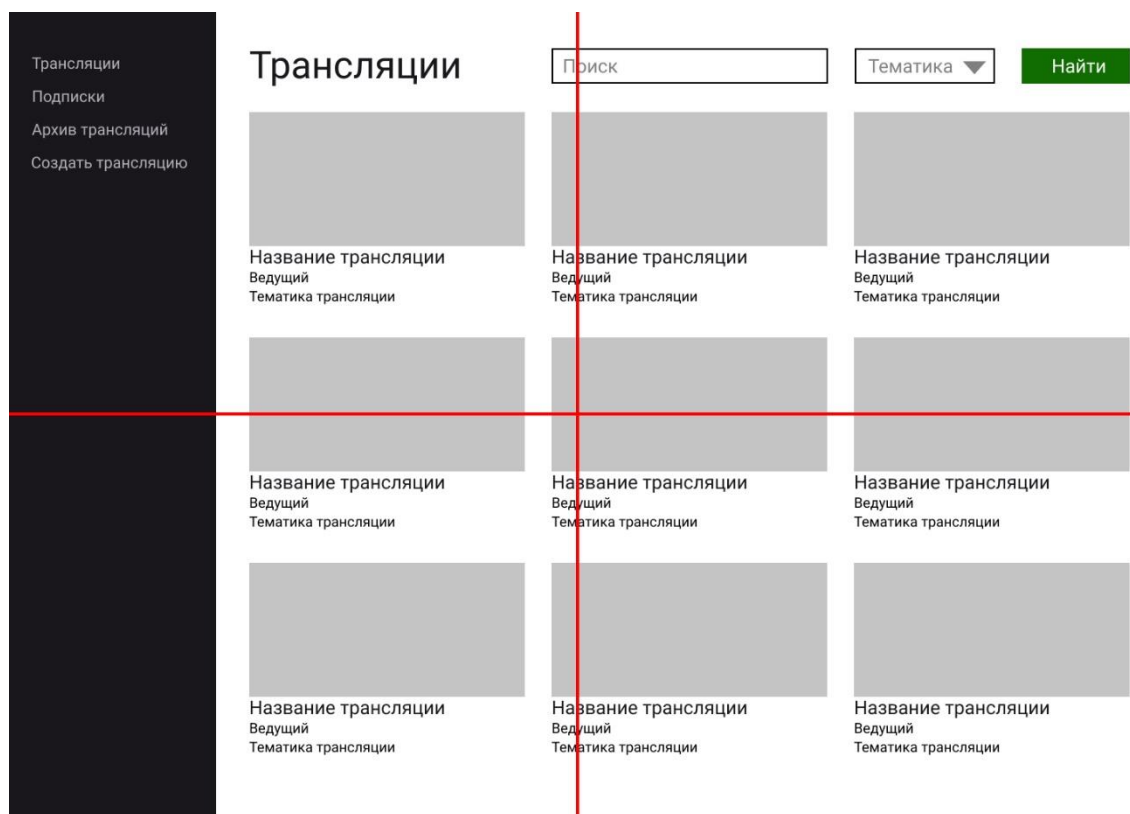 Трансляции
Подписки
Архив трансляций
Создать трансляцию
Трансляции
Поиск
Тематика
Найти
Название трансляции
Ведущий
Тематика трансляции
Название трансляции
Ведущий
Тематика трансляции
Название трансляции
Ведущий
Тематика трансляции
Название трансляции
Ведущий
Тематика трансляции
Название трансляции
Ведущий
Тематика трансляции
Название трансляции
Ведущий
Тематика трансляции
Название трансляции
Ведущий
Тематика трансляции
Название трансляции
Ведущий
Тематика трансляции
Название трансляции
Ведущий
Тематика трансляции